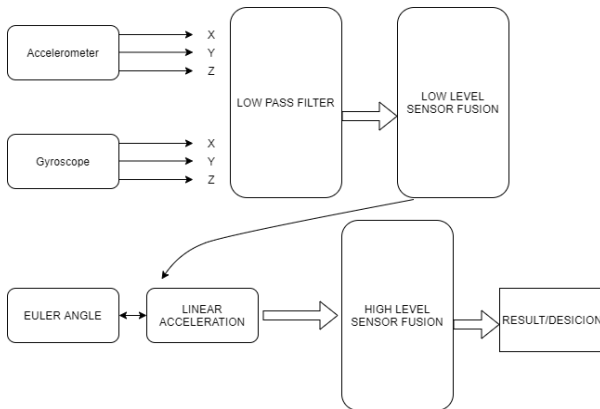 Accelerometer
X
Y
Z
LOW PASS FILTER
LOW LEVEL
SENSOR FUSION
Gyroscope
X
Y
Z
EULER ANGLE
LINEAR
ACCELERATION
HIGH LEVEL
SENSOR FUSION
RESULT/DESICION